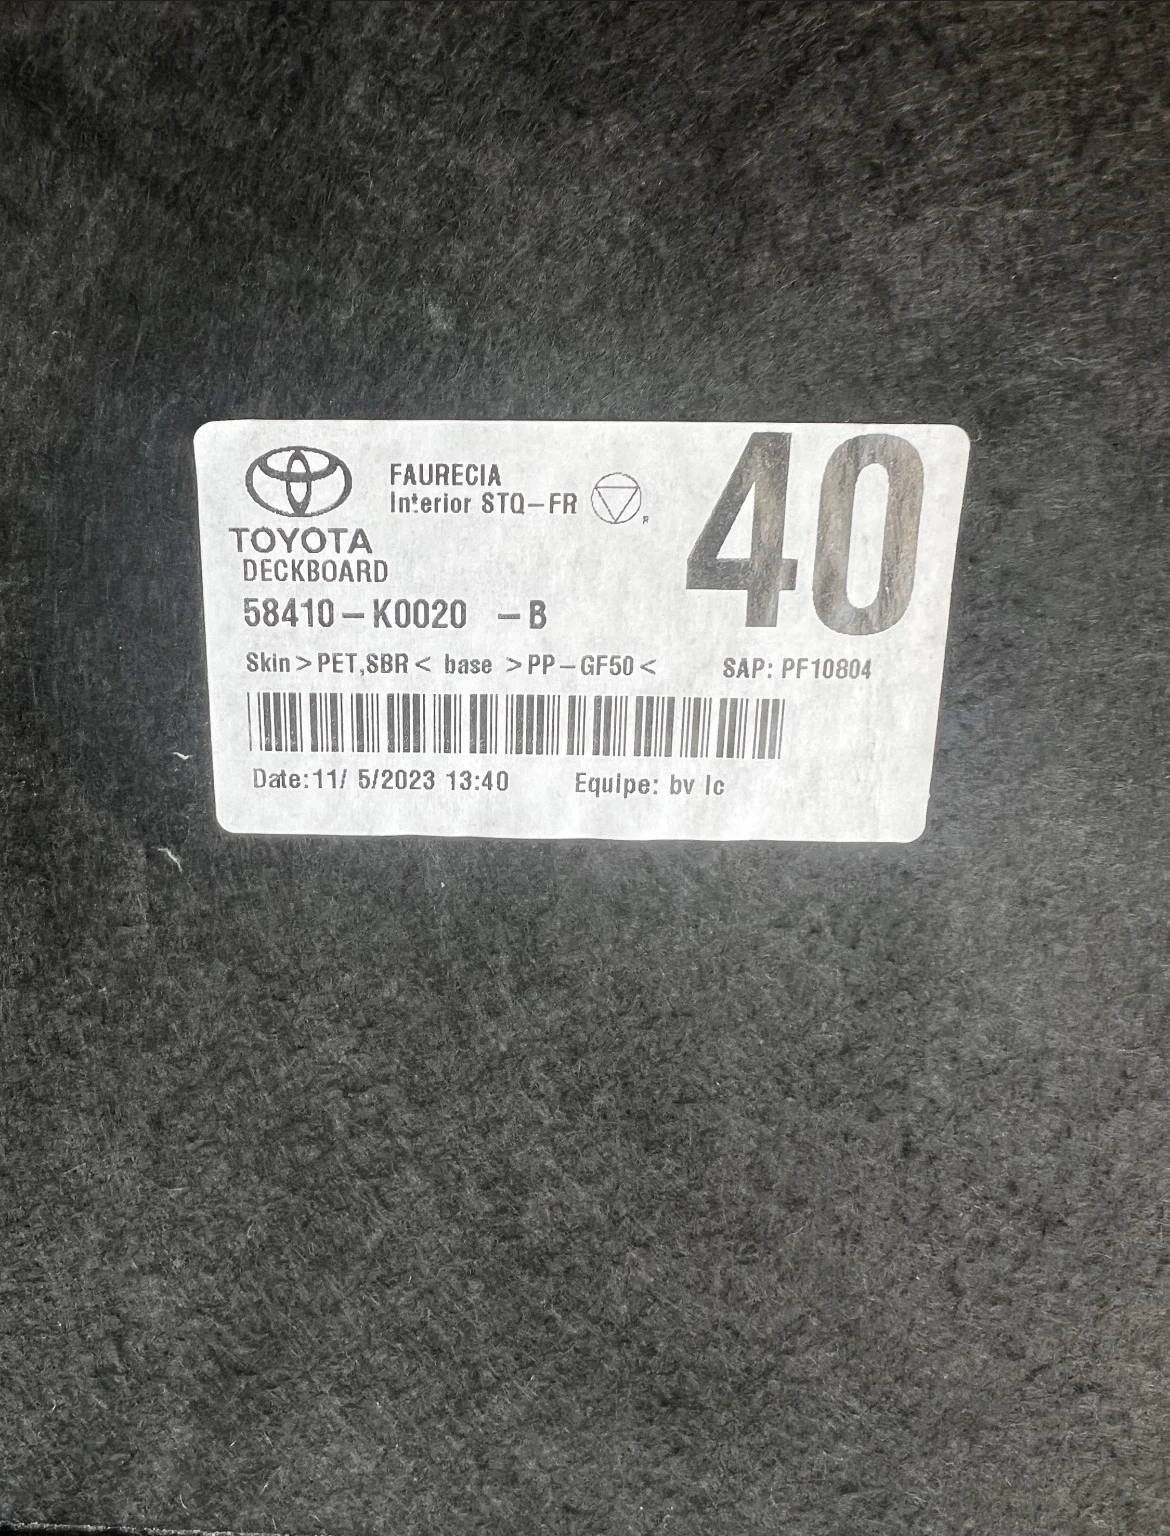 FAURECIA
Interior STQ-FR
40
TOYOTA
DECKBOARD
58410-K0020 -B
Skin>PET,SBR< base >PP-GF50< SAP: PF10804
Date:11/ 5/2023 13:40 Equipe: bv lc